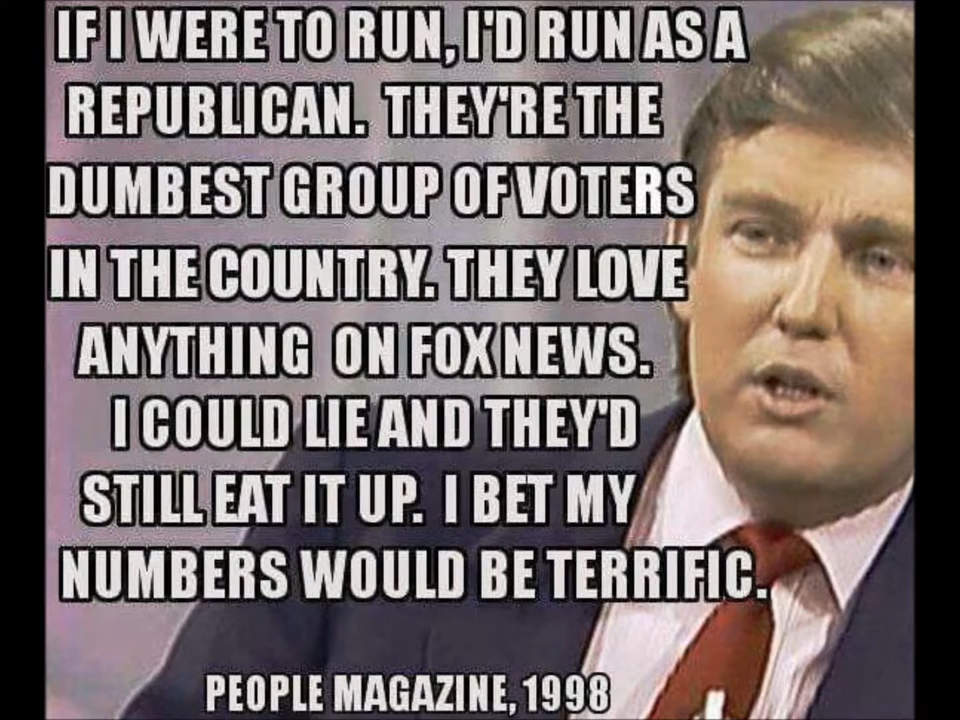 IF I WERE TO RUN, I'D RUN AS A
REPUBLICAN. THEY'RE THE
DUMBEST GROUP OF VOTERS
IN THE COUNTRY. THEY LOVE
ANYTHING ON FOX NEWS.
I COULD LIE AND THEY'D
STILL EAT IT UP. I BET MY
NUMBERS WOULD BE TERRIFIC.
PEOPLE MAGAZINE, 1998